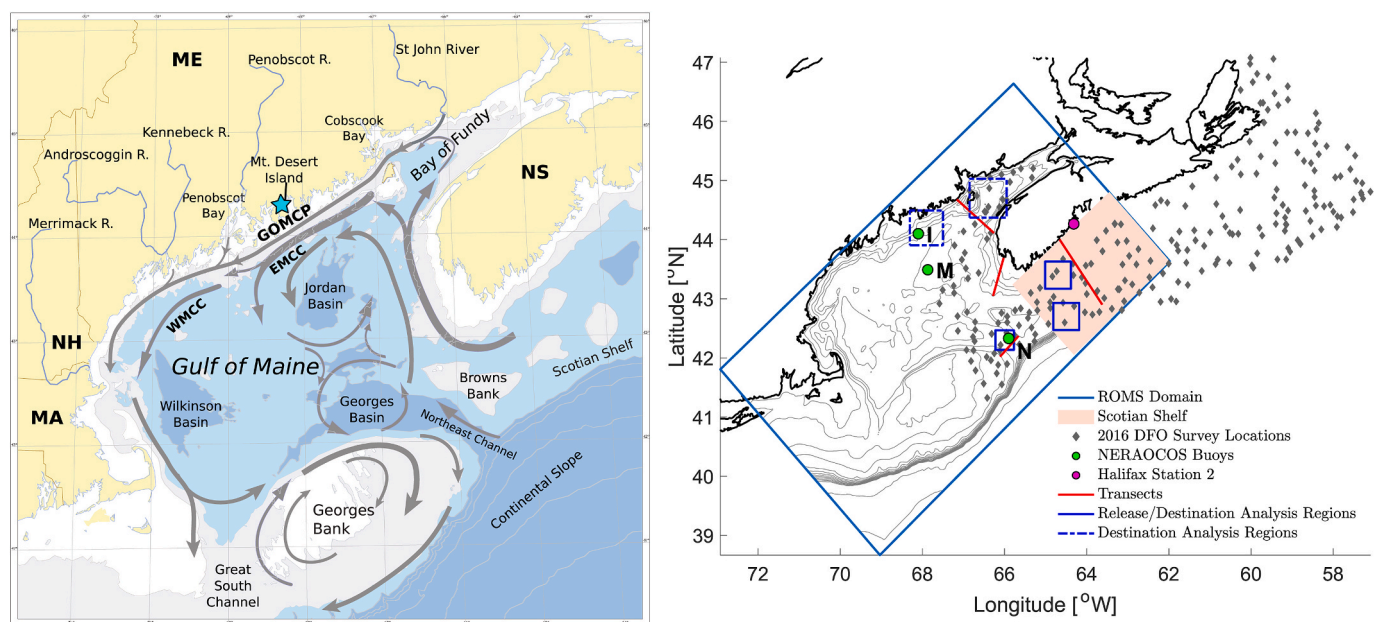 ME
Penobscot R.
St John River
Cobscook
Bay
Kennebeck R.
Bay of Fundy
Androscoggin R.
Mt. Desert
Island
NS
Penobscot
Bay
Merrimack R.
GOMCP
EMCC
Jordan
Basin
WMCC
NH
Gulf of Maine
Scotian Shelf
Browns
Bank
MA
Wilkinson
Basin
Georges
Basin
Northeast Channel
Continental Slope
Georges
Bank
Great
South
Channel
47
46
45
44
43
42
41
40
39
Latitude [°N]
I
M
N
ROMS Domain
Scotian Shelf
2016 DFO Survey Locations
NERAOCOS Buoys
Halifax Station 2
Transects
Release/Destination Analysis Regions
Destination Analysis Regions
72 70 68 66 64 62 60 58
Longitude [°W]